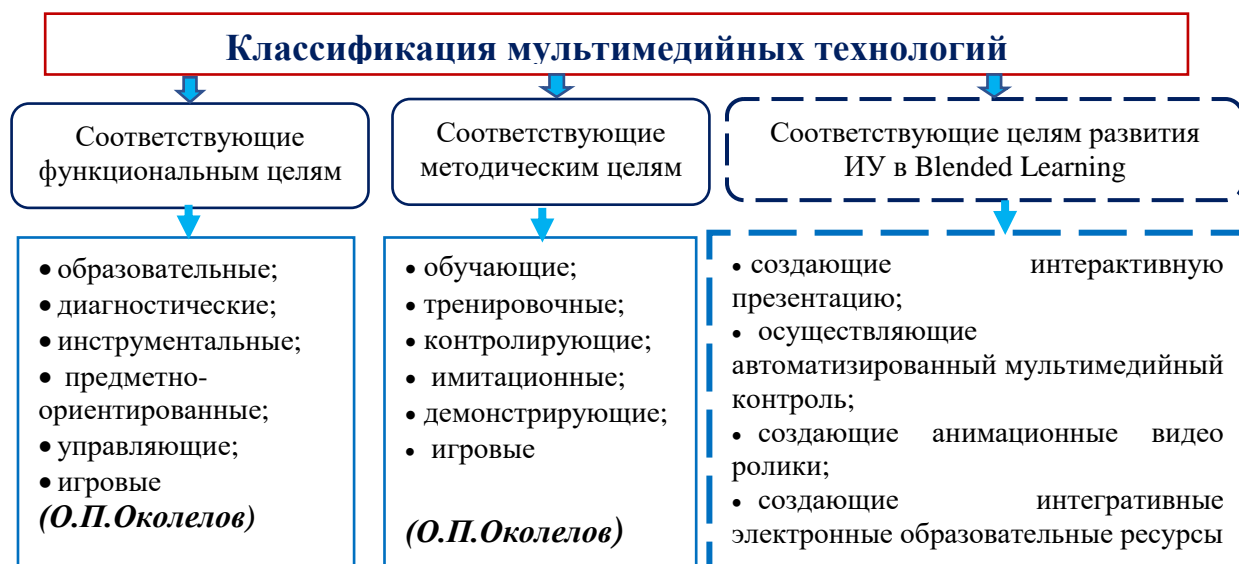 Классификация мультимедийных технологий
Соответствующие
функциональным целям
Соответствующие
методическим целям
Соответствующие целям развития
ИУ в Blended Learning
• образовательные;
• диагностические;
• инструментальные;
• предметно-
ориентированные;
• управляющие;
• игровые
(О.П.Околелов)
• обучающие;
• тренировочные;
• контролирующие;
• имитационные;
• демонстрирующие;
• игровые
(О.П.Околелов)
• создающие интерактивную
презентацию;
• осуществляющие
автоматизированный мультимедийный
контроль;
• создающие анимационные видео
ролики;
• создающие интегративные
электронные образовательные ресурсы